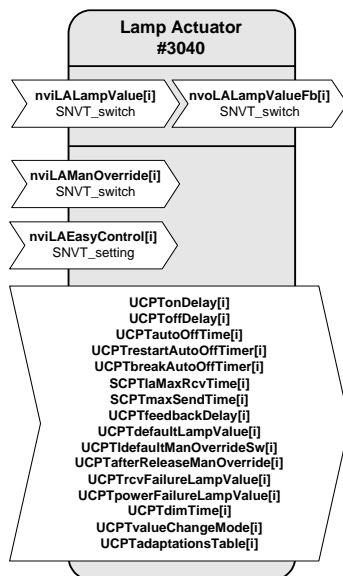 Lamp Actuator
#3040
nviLALampValue[i]
SNVT_switch
nvoLALampValueFb[i]
SNVT_switch
nviLAManOverride[i]
SNVT_switch
nviLAEasyControl[i]
SNVT_setting
UCPTonDelay[i]
UCPToffDelay[i]
UCPTautoOffTime[i]
UCPTrestartAutoOffTimer[i]
UCPTbreakAutoOffTimer[i]
SCPTlaMaxRcvTime[i]
SCPTmaxSendTime[i]
UCPTfeedbackDelay[i]
UCPTdefaultLampValue[i]
UCPTldefaultManOverrideSw[i]
UCPTafterReleaseManOverride[i]
UCPTrcvFailureLampValue[i]
UCPTpowerFailureLampValue[i]
UCPTdimTime[i]
UCPTvalueChangeMode[i]
UCPTadaptationsTable[i]